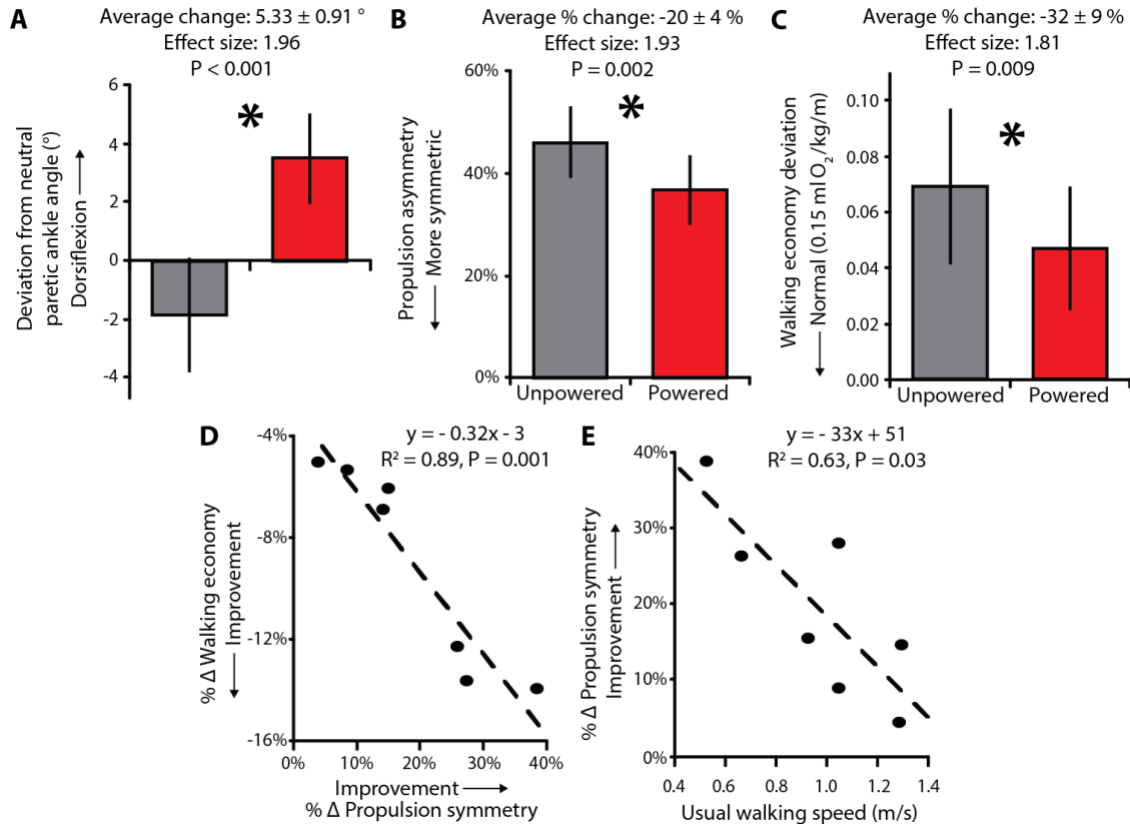 A
Average change: 5.33 ± 0.91 °
Effect size: 1.96
P < 0.001
*
Deviation from neutral
paretic ankle angle (°)
Dorsiflexion ⟶
6
4
2
0
-2
-4
B
Average % change: -20 ± 4 %
Effect size: 1.93
P = 0.002
*
Propulsion asymmetry
⟵ More symmetric
60%
40%
20%
0%
Unpowered
Powered
C
Average % change: -32 ± 9 %
Effect size: 1.81
P = 0.009
*
Walking economy deviation
⟵ Normal (0.15 ml O₂/kg/m)
0.10
0.08
0.06
0.04
0.02
0.00
Unpowered
Powered
D
y = - 0.32x - 3
R² = 0.89, P = 0.001
% Δ Walking economy
⟵ Improvement
-4%
-8%
-12%
-16%
0%
10%
20%
30%
40%
Improvement ⟶
% Δ Propulsion symmetry
E
y = - 33x + 51
R² = 0.63, P = 0.03
% Δ Propulsion symmetry
Improvement ⟶
40%
30%
20%
10%
0%
0.4
0.6
0.8
1.0
1.2
1.4
Usual walking speed (m/s)